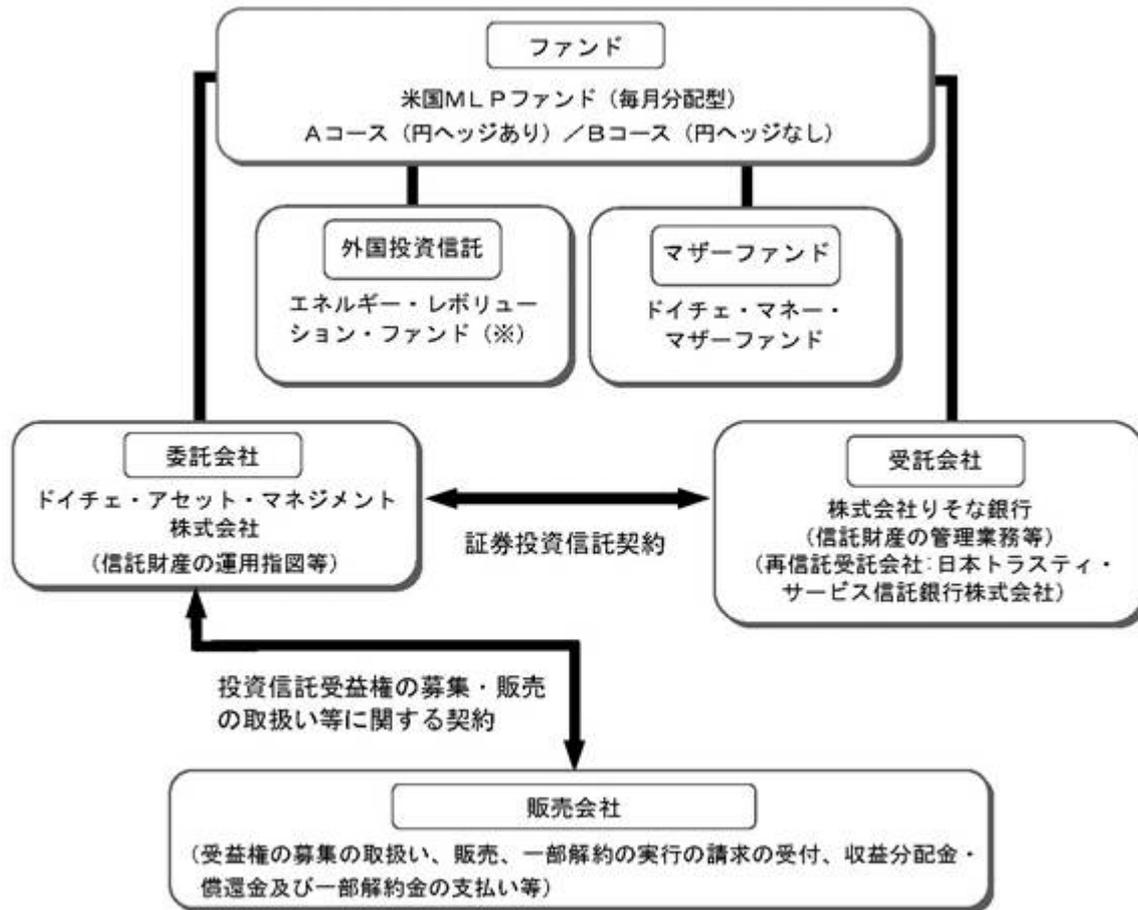 ファンド
米国MLPファンド（毎月分配型）
Aコース（円ヘッジあり）／Bコース（円ヘッジなし）
外国投資信託
エネルギー・レボリュー
ション・ファンド（※）
マザーファンド
ドイチェ・マネー・
マザーファンド
委託会社
ドイチェ・アセット・マネジメント
株式会社
（信託財産の運用指図等）
証券投資信託契約
受託会社
株式会社りそな銀行
（信託財産の管理業務等）
（再信託受託会社：日本トラスティ・
サービス信託銀行株式会社）
投資信託受益権の募集・販売
の取扱い等に関する契約
販売会社
（受益権の募集の取扱い、販売、一部解約の実行の請求の受付、収益分配金・
償還金及び一部解約金の支払い等）